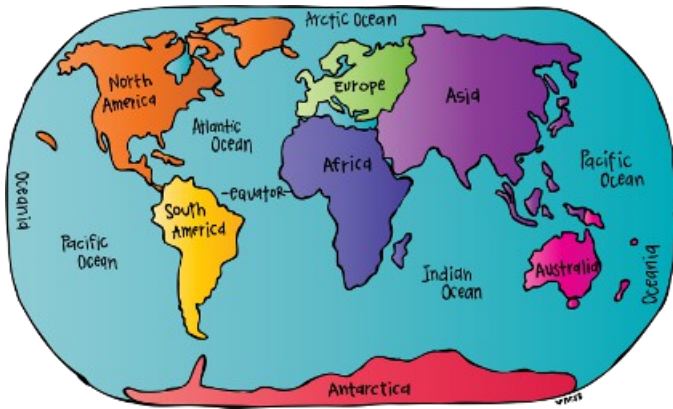 Arctic Ocean
North
America
Europe
Asia
Atlantic
Ocean
Africa
Pacific
Ocean
Oceania
-equator-
South
America
Pacific
Ocean
Indian
Ocean
Australia
Oceania
Antarctica